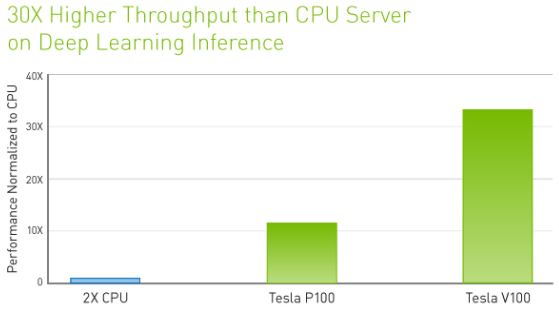 30X Higher Throughput than CPU Server
on Deep Learning Inference
Performance Normalized to CPU
40X
30X
20X
10X
0
2X CPU
Tesla P100
Tesla V100